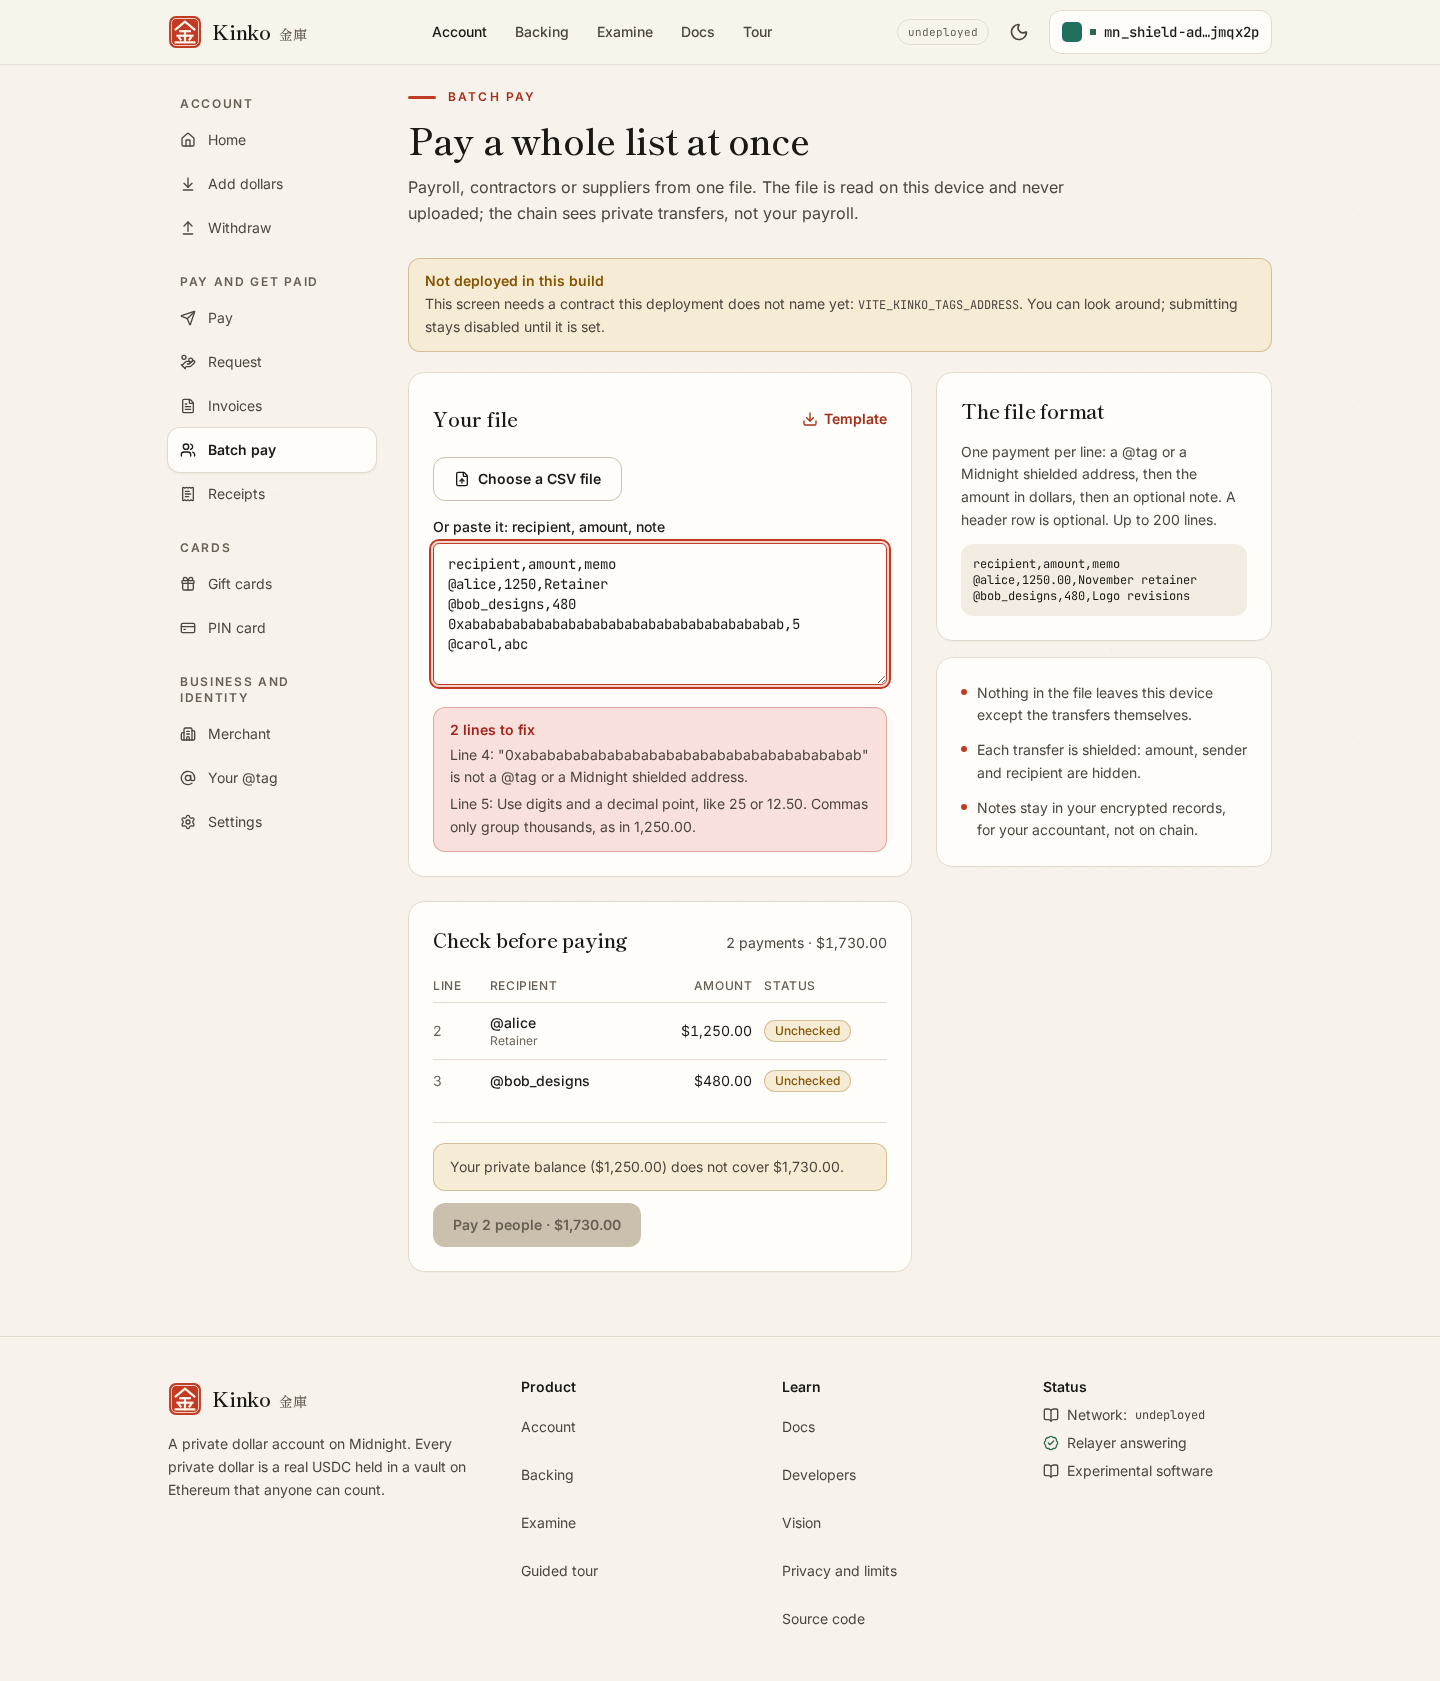 金 Kinko 金庫
Account Backing Examine Docs Tour
undeployed
mn_shield-ad…jmqx2p
ACCOUNT
Home
Add dollars
Withdraw
PAY AND GET PAID
Pay
Request
Invoices
Batch pay
Receipts
CARDS
Gift cards
PIN card
BUSINESS AND
IDENTITY
Merchant
Your @tag
Settings
BATCH PAY
Pay a whole list at once
Payroll, contractors or suppliers from one file. The file is read on this device and never
uploaded; the chain sees private transfers, not your payroll.
Not deployed in this build
This screen needs a contract this deployment does not name yet: VITE_KINKO_TAGS_ADDRESS. You can look around; submitting
stays disabled until it is set.
Your file
Template
Choose a CSV file
Or paste it: recipient, amount, note
recipient,amount,memo
@alice,1250,Retainer
@bob_designs,480
0xabababababababababababababababababababab,5
@carol,abc
2 lines to fix
Line 4: "0xabababababababababababababababababababab"
is not a @tag or a Midnight shielded address.
Line 5: Use digits and a decimal point, like 25 or 12.50. Commas
only group thousands, as in 1,250.00.
The file format
One payment per line: a @tag or a
Midnight shielded address, then the
amount in dollars, then an optional note. A
header row is optional. Up to 200 lines.
recipient,amount,memo
@alice,1250.00,November retainer
@bob_designs,480,Logo revisions
Nothing in the file leaves this device
except the transfers themselves.
Each transfer is shielded: amount, sender
and recipient are hidden.
Notes stay in your encrypted records,
for your accountant, not on chain.
Check before paying
2 payments · $1,730.00
LINE RECIPIENT AMOUNT STATUS
2 @alice $1,250.00 Unchecked
Retainer
3 @bob_designs $480.00 Unchecked
Your private balance ($1,250.00) does not cover $1,730.00.
Pay 2 people · $1,730.00
金 Kinko 金庫
A private dollar account on Midnight. Every
private dollar is a real USDC held in a vault on
Ethereum that anyone can count.
Product
Account
Backing
Examine
Guided tour
Learn
Docs
Developers
Vision
Privacy and limits
Source code
Status
Network: undeployed
Relayer answering
Experimental software